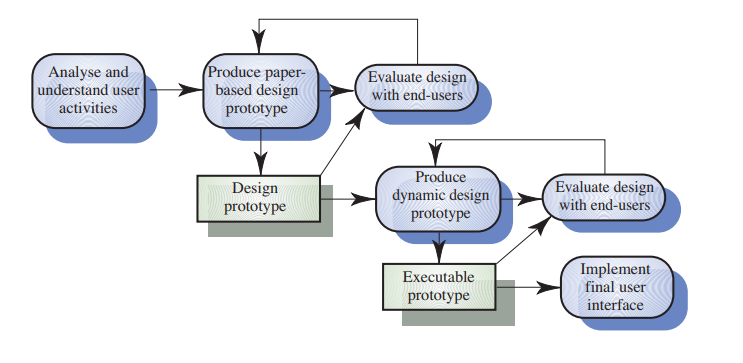 Analyse and
understand user
activities
Produce paper-
based design
prototype
Evaluate design
with end-users
Design
prototype
Produce
dynamic design
prototype
Evaluate design
with end-users
Executable
prototype
Implement
final user
interface